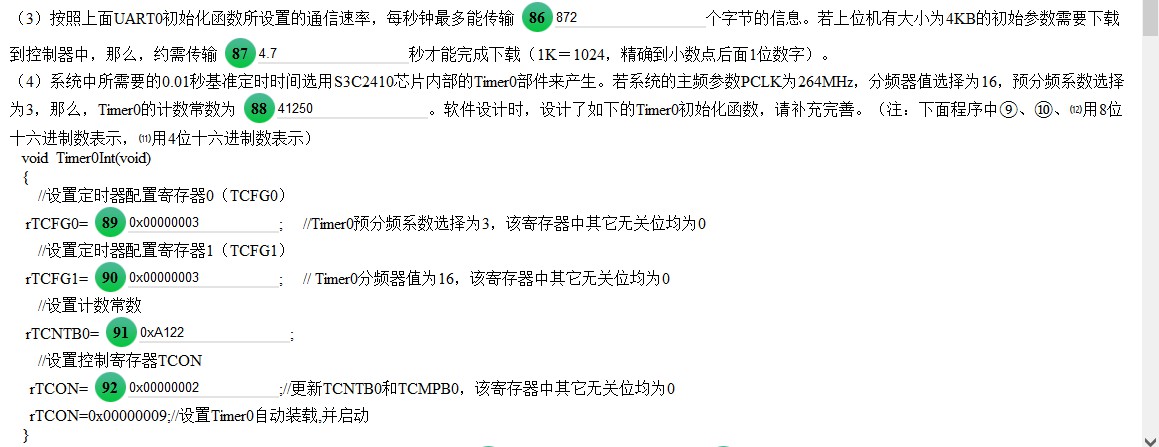 （3）按照上面UART0初始化函数所设置的通信速率，每秒钟最多能传输 86 872 个字节的信息。若上位机有大小为4KB的初始参数需要下载
到控制器中，那么，约需传输 87 4.7 秒才能完成下载（1K＝1024，精确到小数点后面1位数字）。
（4）系统中所需要的0.01秒基准定时时间选用S3C2410芯片内部的Timer0部件来产生。若系统的主频参数PCLK为264MHz，分频器值选择为16，预分频系数选择
为3，那么，Timer0的计数常数为 88 41250 。软件设计时，设计了如下的Timer0初始化函数，请补充完善。（注：下面程序中⑨、⑩、⑿用8位
十六进制数表示，⑾用4位十六进制数表示）
void Timer0Int(void)
{
//设置定时器配置寄存器0（TCFG0）
rTCFG0= 89 0x00000003 ; //Timer0预分频系数选择为3，该寄存器中其它无关位均为0
//设置定时器配置寄存器1（TCFG1）
rTCFG1= 90 0x00000003 ; // Timer0分频器值为16，该寄存器中其它无关位均为0
//设置计数常数
rTCNTB0= 91 0xA122 ;
//设置控制寄存器TCON
rTCON= 92 0x00000002 ;//更新TCNTB0和TCMPB0，该寄存器中其它无关位均为0
rTCON=0x00000009;//设置Timer0自动装载,并启动
}